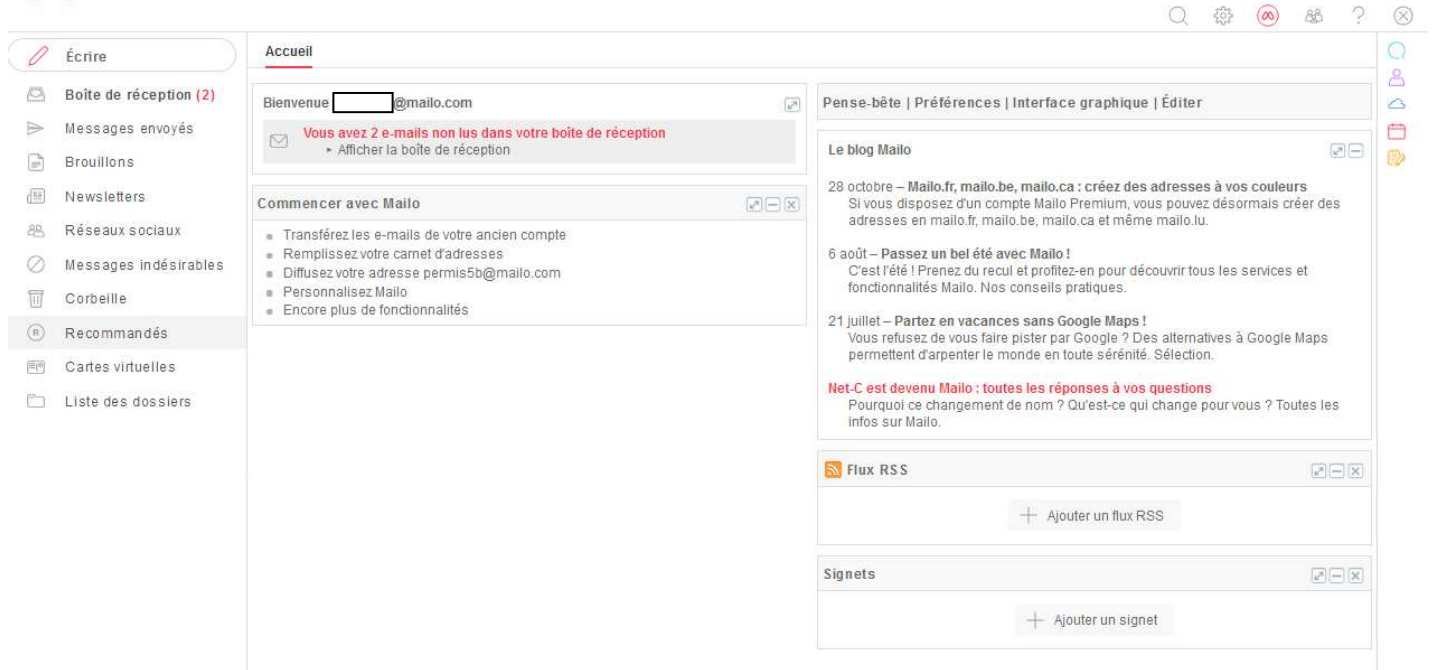 Écrire
Boîte de réception (2)
Messages envoyés
Brouillons
Newsletters
Réseaux sociaux
Messages indésirables
Corbeille
Recommandés
Cartes virtuelles
Liste des dossiers
Accueil
Bienvenue @mailo.com
Vous avez 2 e-mails non lus dans votre boîte de réception
Afficher la boîte de réception
Commencer avec Mailo
Transférez les e-mails de votre ancien compte
Remplissez votre carnet d'adresses
Diffusez votre adresse permis5b@mailo.com
Personnalisez Mailo
Encore plus de fonctionnalités
Pense-bête | Préférences | Interface graphique | Éditer
Le blog Mailo
28 octobre – Mailo.fr, mailo.be, mailo.ca : créez des adresses à vos couleurs
Si vous disposez d'un compte Mailo Premium, vous pouvez désormais créer des
adresses en mailo.fr, mailo.be, mailo.ca et même mailo.lu.
6 août – Passez un bel été avec Mailo !
C'est l'été ! Prenez du recul et profitez-en pour découvrir tous les services et
fonctionnalités Mailo. Nos conseils pratiques.
21 juillet – Partez en vacances sans Google Maps !
Vous refusez de vous faire pister par Google ? Des alternatives à Google Maps
permettent d'arpenter le monde en toute sérénité. Sélection.
Net-C est devenu Mailo : toutes les réponses à vos questions
Pourquoi ce changement de nom ? Qu'est-ce qui change pour vous ? Toutes les
infos sur Mailo.
Flux RSS
Ajouter un flux RSS
Signets
Ajouter un signet